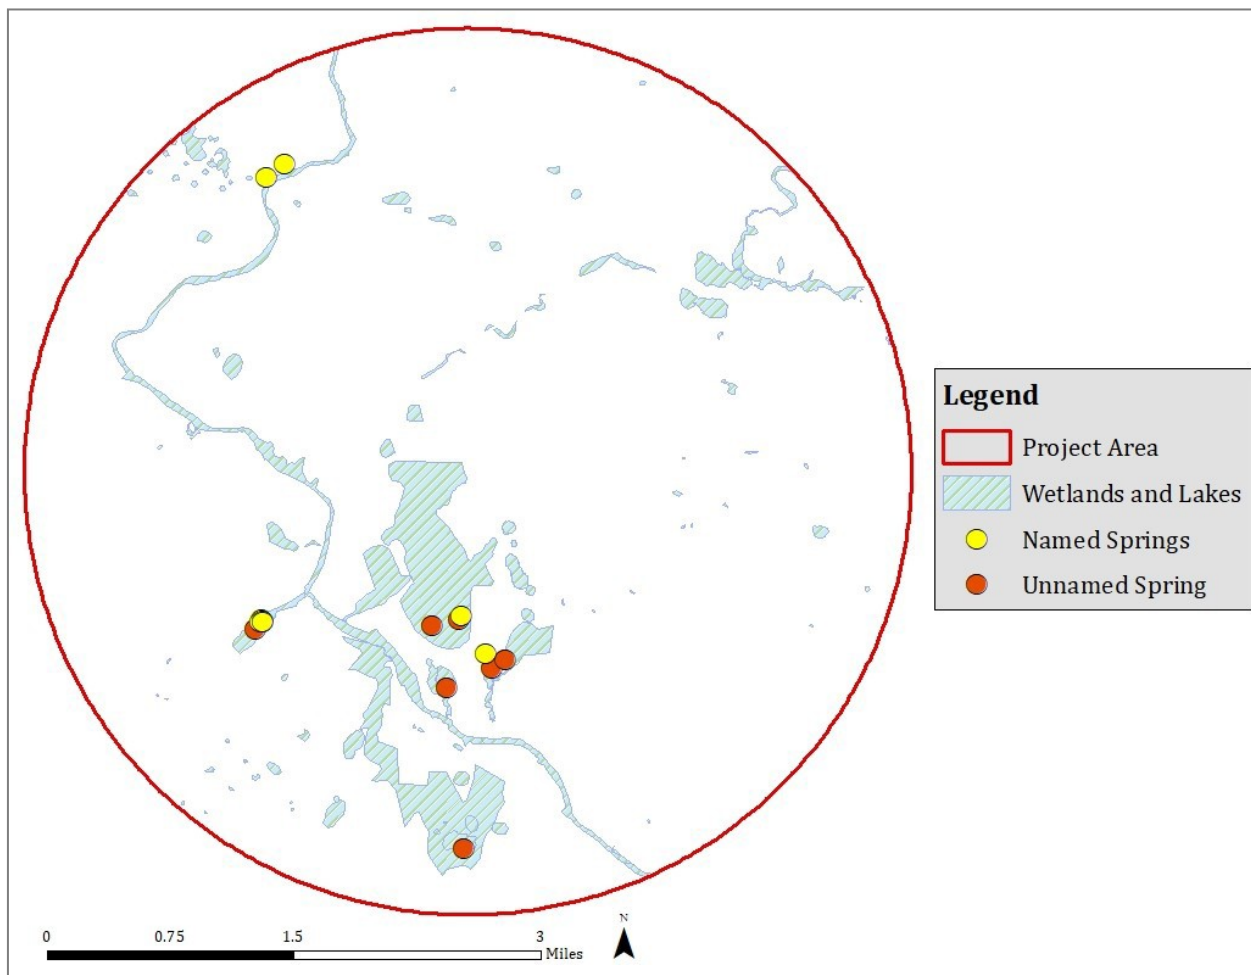 Legend
Project Area
Wetlands and Lakes
Named Springs
Unnamed Spring
N
0 0.75 1.5 3
Miles